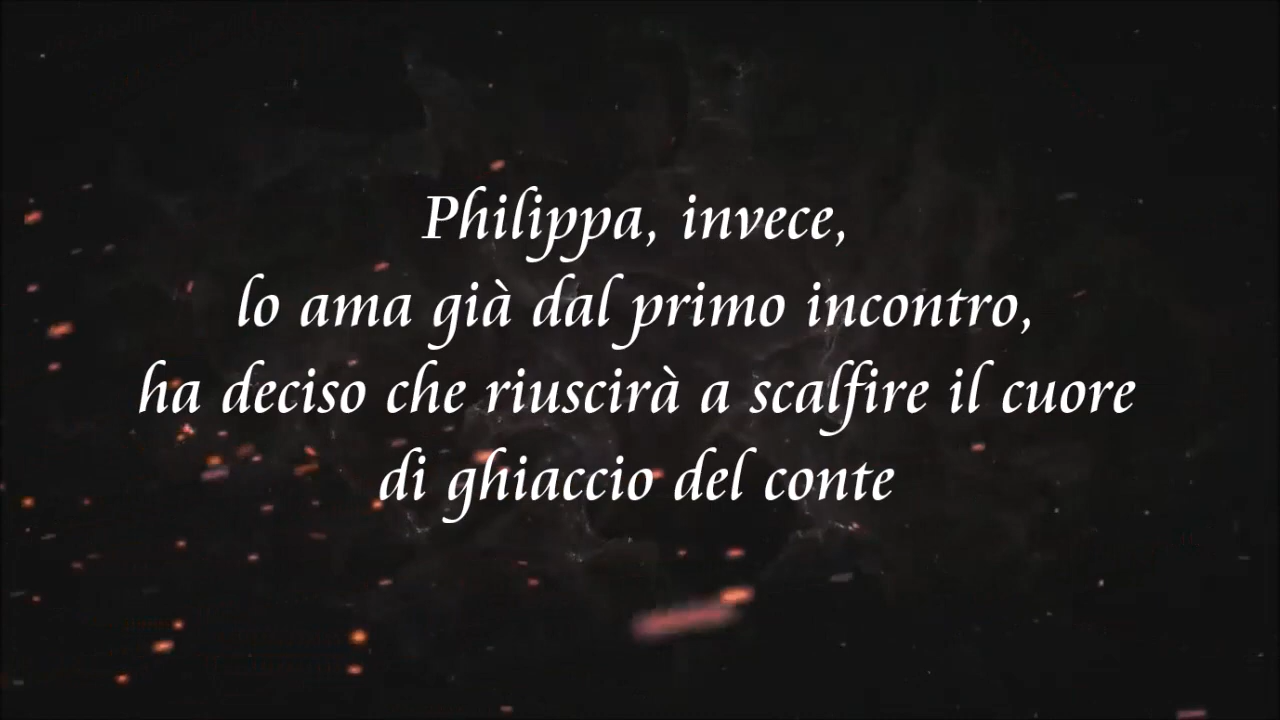 Philippa, invece,
lo ama già dal primo incontro,
ha deciso che riuscirà a scalfire il cuore
di ghiaccio del conte